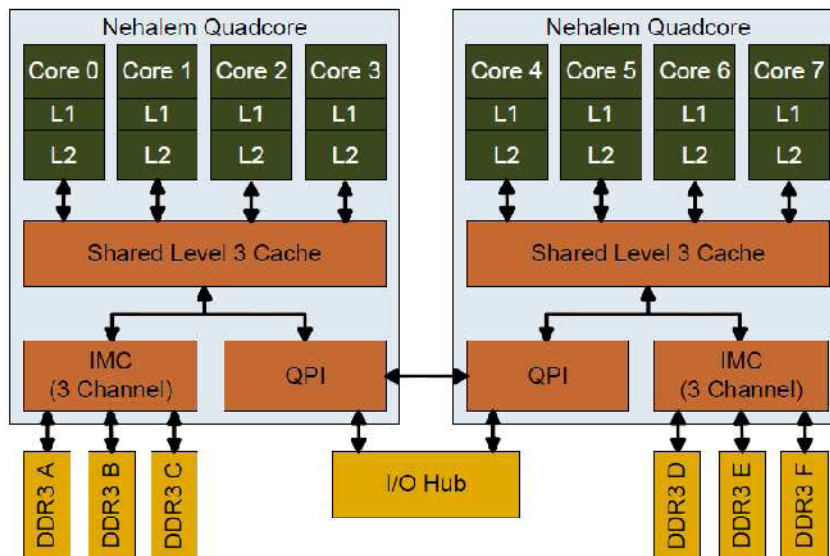 Nehalem Quadcore
Core 0
Core 1
Core 2
Core 3
L1
L1
L1
L1
L2
L2
L2
L2
Shared Level 3 Cache
IMC
(3 Channel)
QPI
DDR3 A
DDR3 B
DDR3 C
I/O Hub
Nehalem Quadcore
Core 4
Core 5
Core 6
Core 7
L1
L1
L1
L1
L2
L2
L2
L2
Shared Level 3 Cache
QPI
IMC
(3 Channel)
DDR3 D
DDR3 E
DDR3 F